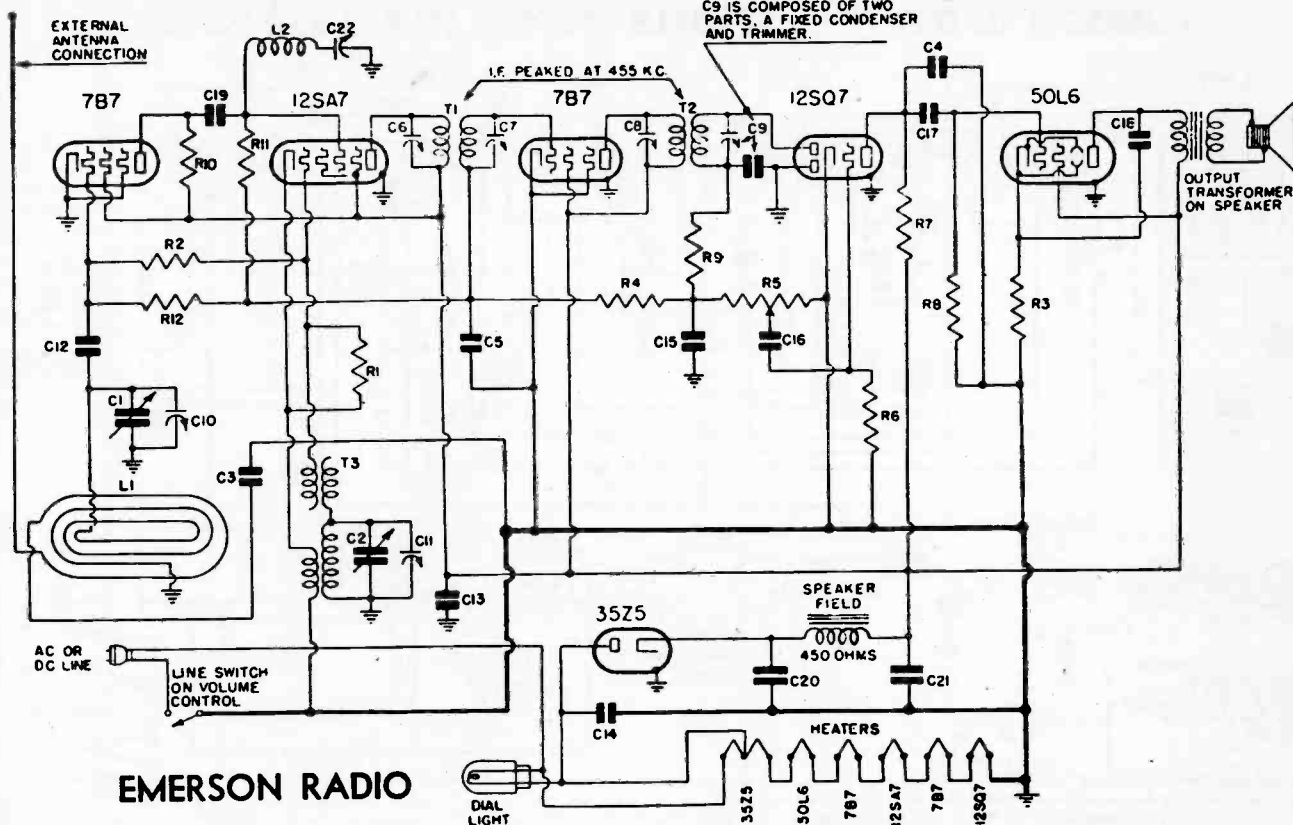 C9 IS COMPOSED OF TWO
PARTS, A FIXED CONDENSER
AND TRIMMER.
EXTERNAL
ANTENNA
CONNECTION
L2
C22
C4
I.F. PEAKED AT 455 K.C.
7B7
C19
12SA7
T1
7B7
T2
12SQ7
50L6
C6
C7
C8
C9
C17
C18
R10
R11
OUTPUT
TRANSFORMER
ON SPEAKER
R2
R7
R9
R12
R4
R5
R8
R3
C12
C5
C15
C16
R1
C1
C10
R6
C3
T3
L1
C2
C11
C13
35Z5
SPEAKER
FIELD
450 OHMS
AC OR
DC LINE
LINE SWITCH
ON VOLUME
CONTROL
C20
C21
C14
HEATERS
EMERSON RADIO
DIAL
LIGHT
35Z5
50L6
7B7
12SA7
7B7
12SQ7